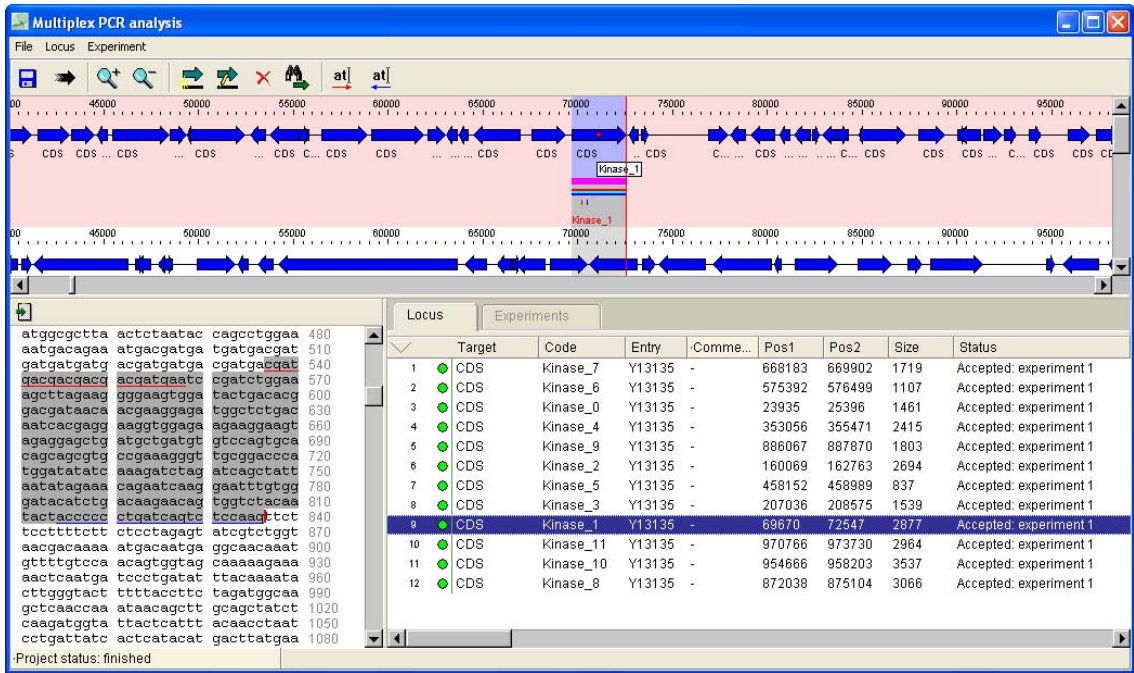 Multiplex PCR analysis
File Locus Experiment
at at
45000 50000 55000 60000 65000 70000 75000 80000 85000 90000 95000
CDS CDS ... CDS ... CDS ... CDS C... CDS CDS ... ... ... CDS CDS CDS .. CDS C... ... CDS ... ... ... C... CDS CDS CDS ... C... CDS CDS
Kinase_1
Kinase_1
45000 50000 55000 60000 65000 70000 75000 80000 85000 90000 95000
atggcgctta actctaatac cagcctggaa 480
aatgacagaa atgacgatga tgatgacgat 510
gatgatgatg acgatgatga cgatgacgat 540
gacgacgacg acgatgaatc cgatctggaa 570
agcttagaag gggaagtgga tactgacacg 600
gacgataaca acgaaggaga tggctctgac 630
aatcacgagg aaggtggaga agaaggaagt 660
agaggagctg atgctgatgt gtccagtgca 690
cagcagcgtg ccgaaagggt tgcggaccca 720
tggatatatc aaagatctag atcagctatt 750
aatatagaaa cagaatcaag gaatttgtgg 780
gatacatctg acaagaacag tggtctacaa 810
tactaccccc ctgatcagtc tccaagttct 840
tccttttctt ctcctagagt atcgtctggt 870
aacgacaaaa atgacaatga ggcaacaaat 900
gttttgtcca acagtggtag caaaaagaaa 930
aactcaatga tccctgatat ttacaaaata 960
cttgggtact ttttaccttc tagatggcaa 990
gctcaaccaa ataacagctt gcagctatct 1020
caagatggta ttactcattt acaacctaat 1050
cctgattatc actcatacat gacttatgaa 1080
Locus Experiments
Target Code Entry Comme... Pos1 Pos2 Size Status
1 CDS Kinase_7 Y13135 - 668183 669902 1719 Accepted: experiment 1
2 CDS Kinase_6 Y13135 - 575392 576499 1107 Accepted: experiment 1
3 CDS Kinase_0 Y13135 - 23935 25396 1461 Accepted: experiment 1
4 CDS Kinase_4 Y13135 - 353056 355471 2415 Accepted: experiment 1
5 CDS Kinase_9 Y13135 - 886067 887870 1803 Accepted: experiment 1
6 CDS Kinase_2 Y13135 - 160069 162763 2694 Accepted: experiment 1
7 CDS Kinase_5 Y13135 - 458152 458989 837 Accepted: experiment 1
8 CDS Kinase_3 Y13135 - 207036 208575 1539 Accepted: experiment 1
9 CDS Kinase_1 Y13135 - 69670 72547 2877 Accepted: experiment 1
10 CDS Kinase_11 Y13135 - 970766 973730 2964 Accepted: experiment 1
11 CDS Kinase_10 Y13135 - 954666 958203 3537 Accepted: experiment 1
12 CDS Kinase_8 Y13135 - 872038 875104 3066 Accepted: experiment 1
Project status: finished